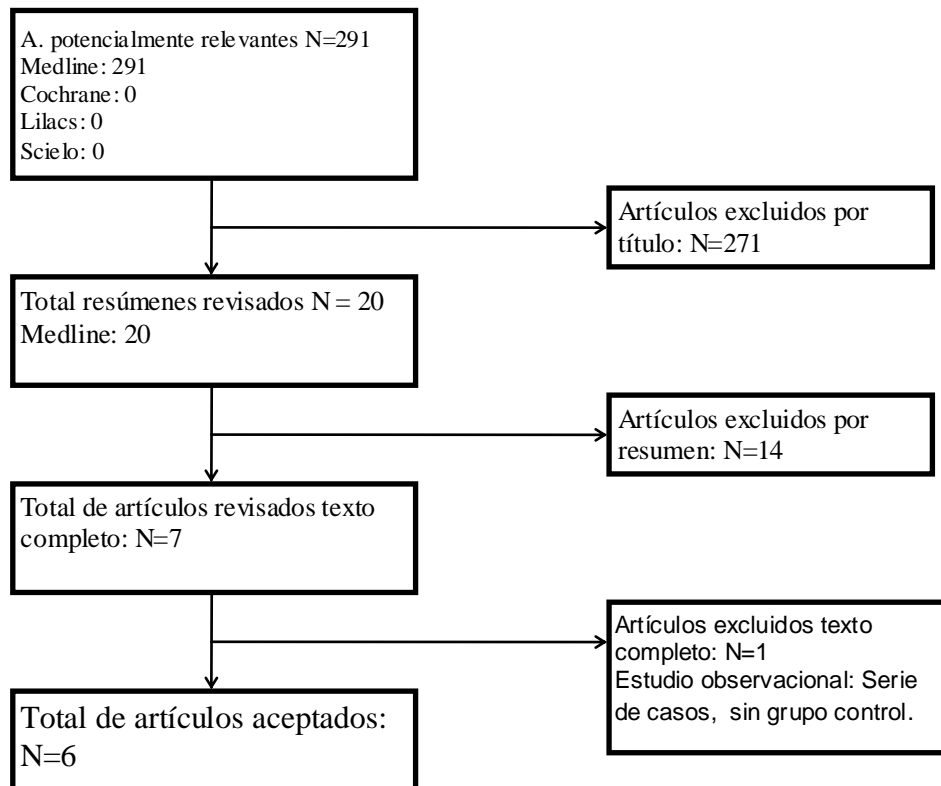 A. potencialmente relevantes N=291
Medline: 291
Cochrane: 0
Lilacs: 0
Scielo: 0
Artículos excluidos por
título: N=271
Total resúmenes revisados N = 20
Medline: 20
Artículos excluidos por
resumen: N=14
Total de artículos revisados texto
completo: N=7
Artículos excluidos texto
completo: N=1
Estudio observacional: Serie
de casos, sin grupo control.
Total de artículos aceptados:
N=6